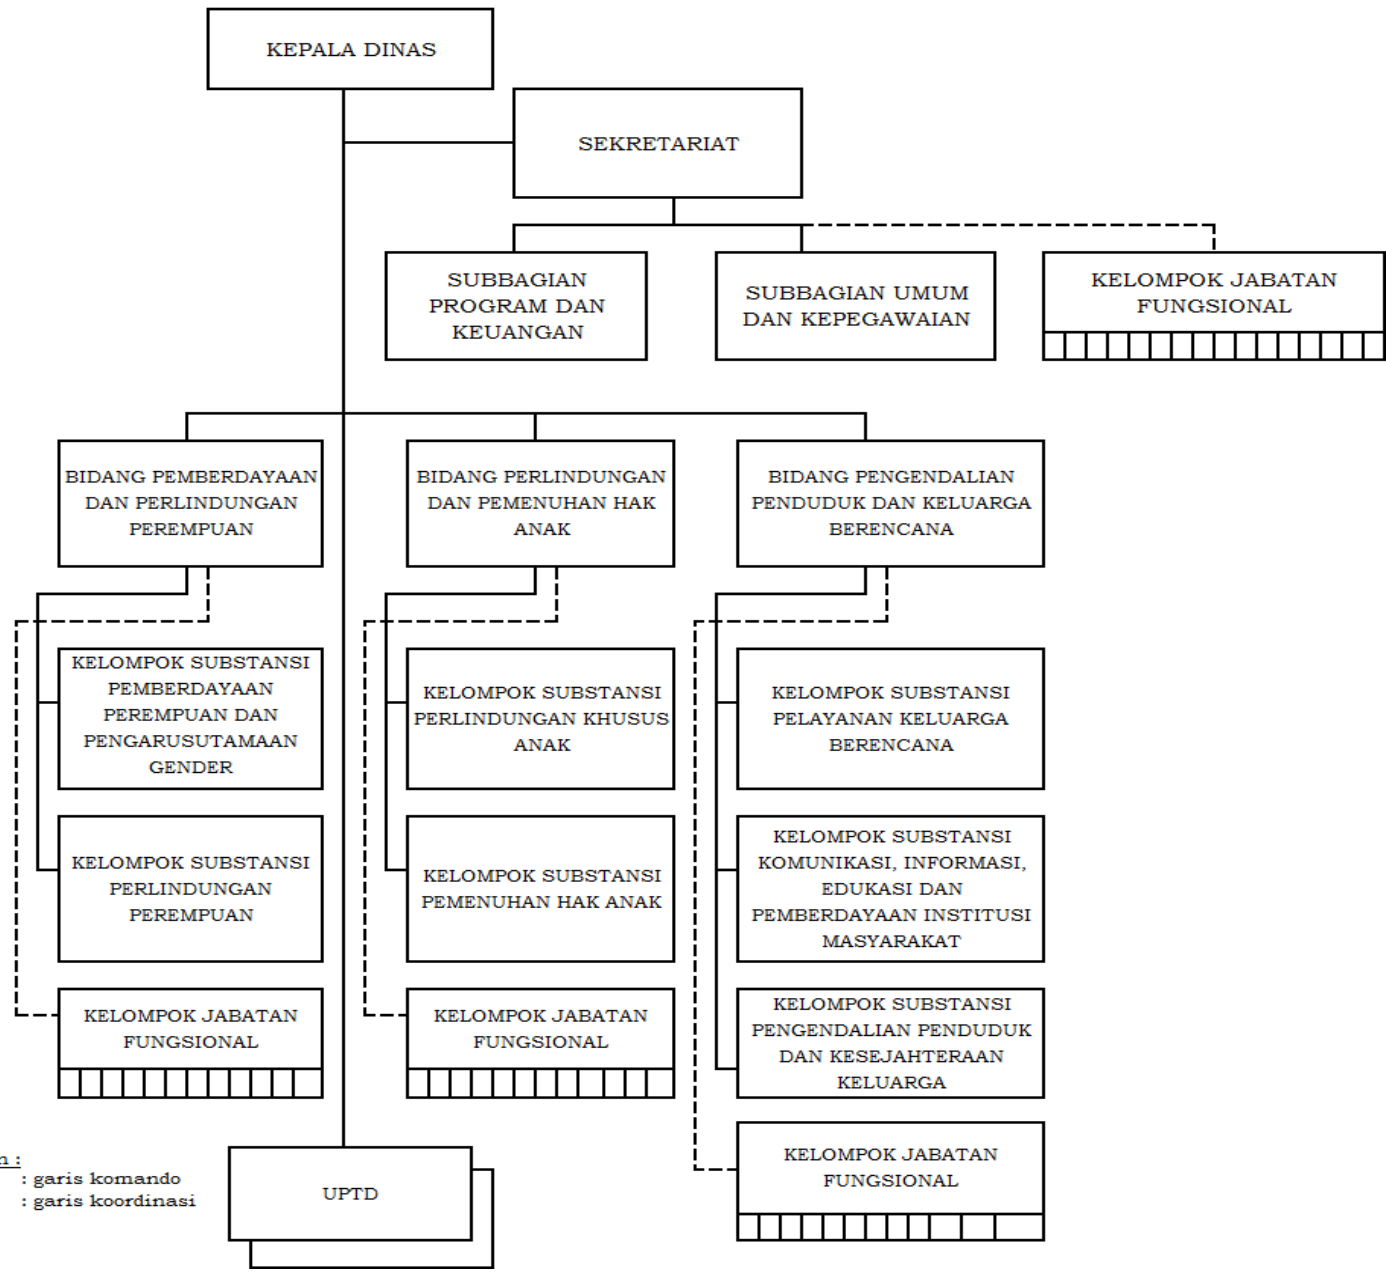 KEPALA DINAS
SEKRETARIAT
SUBBAGIAN
PROGRAM DAN
KEUANGAN
SUBBAGIAN UMUM
DAN KEPEGAWAIAN
KELOMPOK JABATAN
FUNGSIONAL
BIDANG PEMBERDAYAAN
DAN PERLINDUNGAN
PEREMPUAN
BIDANG PERLINDUNGAN
DAN PEMENUHAN HAK
ANAK
BIDANG PENGENDALIAN
PENDUDUK DAN KELUARGA
BERENCANA
KELOMPOK SUBSTANSI
PEMBERDAYAAN
PEREMPUAN DAN
PENGARUSUTAMAAN
GENDER
KELOMPOK SUBSTANSI
PERLINDUNGAN KHUSUS
ANAK
KELOMPOK SUBSTANSI
PELAYANAN KELUARGA
BERENCANA
KELOMPOK SUBSTANSI
PERLINDUNGAN
PEREMPUAN
KELOMPOK SUBSTANSI
PEMENUHAN HAK ANAK
KELOMPOK SUBSTANSI
KOMUNIKASI, INFORMASI,
EDUKASI DAN
PEMBERDAYAAN INSTITUSI
MASYARAKAT
KELOMPOK JABATAN
FUNGSIONAL
KELOMPOK JABATAN
FUNGSIONAL
KELOMPOK SUBSTANSI
PENGENDALIAN PENDUDUK
DAN KESEJAHTERAAN
KELUARGA
KELOMPOK JABATAN
FUNGSIONAL
UPTD
n :
: garis komando
: garis koordinasi